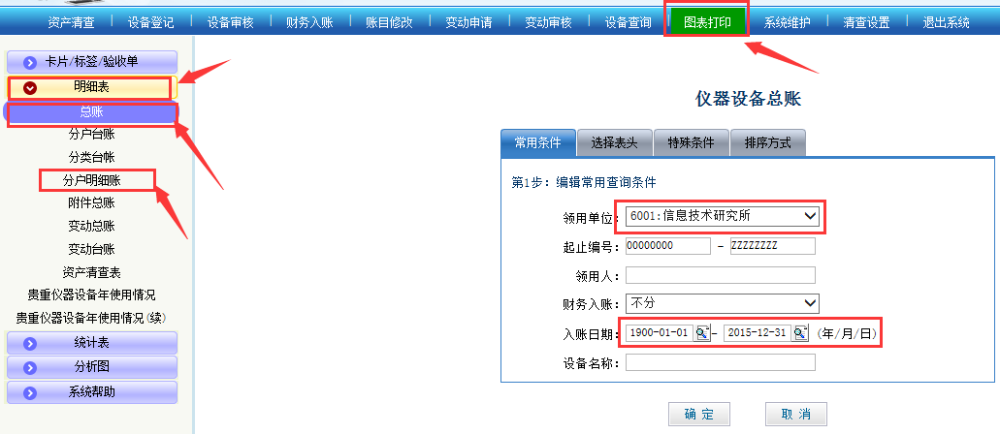 资产清查 设备登记 设备审核 财务入账 账目修改 变动申请 变动审核 设备查询 图表打印 系统维护 清查设置 退出系统
卡片/标签/验收单
明细表
总账
分户台账
分类台帐
分户明细账
附件总账
变动总账
变动台账
资产清查表
贵重仪器设备年使用情况
贵重仪器设备年使用情况(续)
统计表
分析图
系统帮助
仪器设备总账
常用条件 选择表头 特殊条件 排序方式
第1步: 编辑常用查询条件
领用单位: 6001:信息技术研究所
起止编号: 00000000 - ZZZZZZZZ
领用人:
财务入账: 不分
入账日期: 1900-01-01 - 2015-12-31 (年/月/日)
设备名称:
确 定 取 消